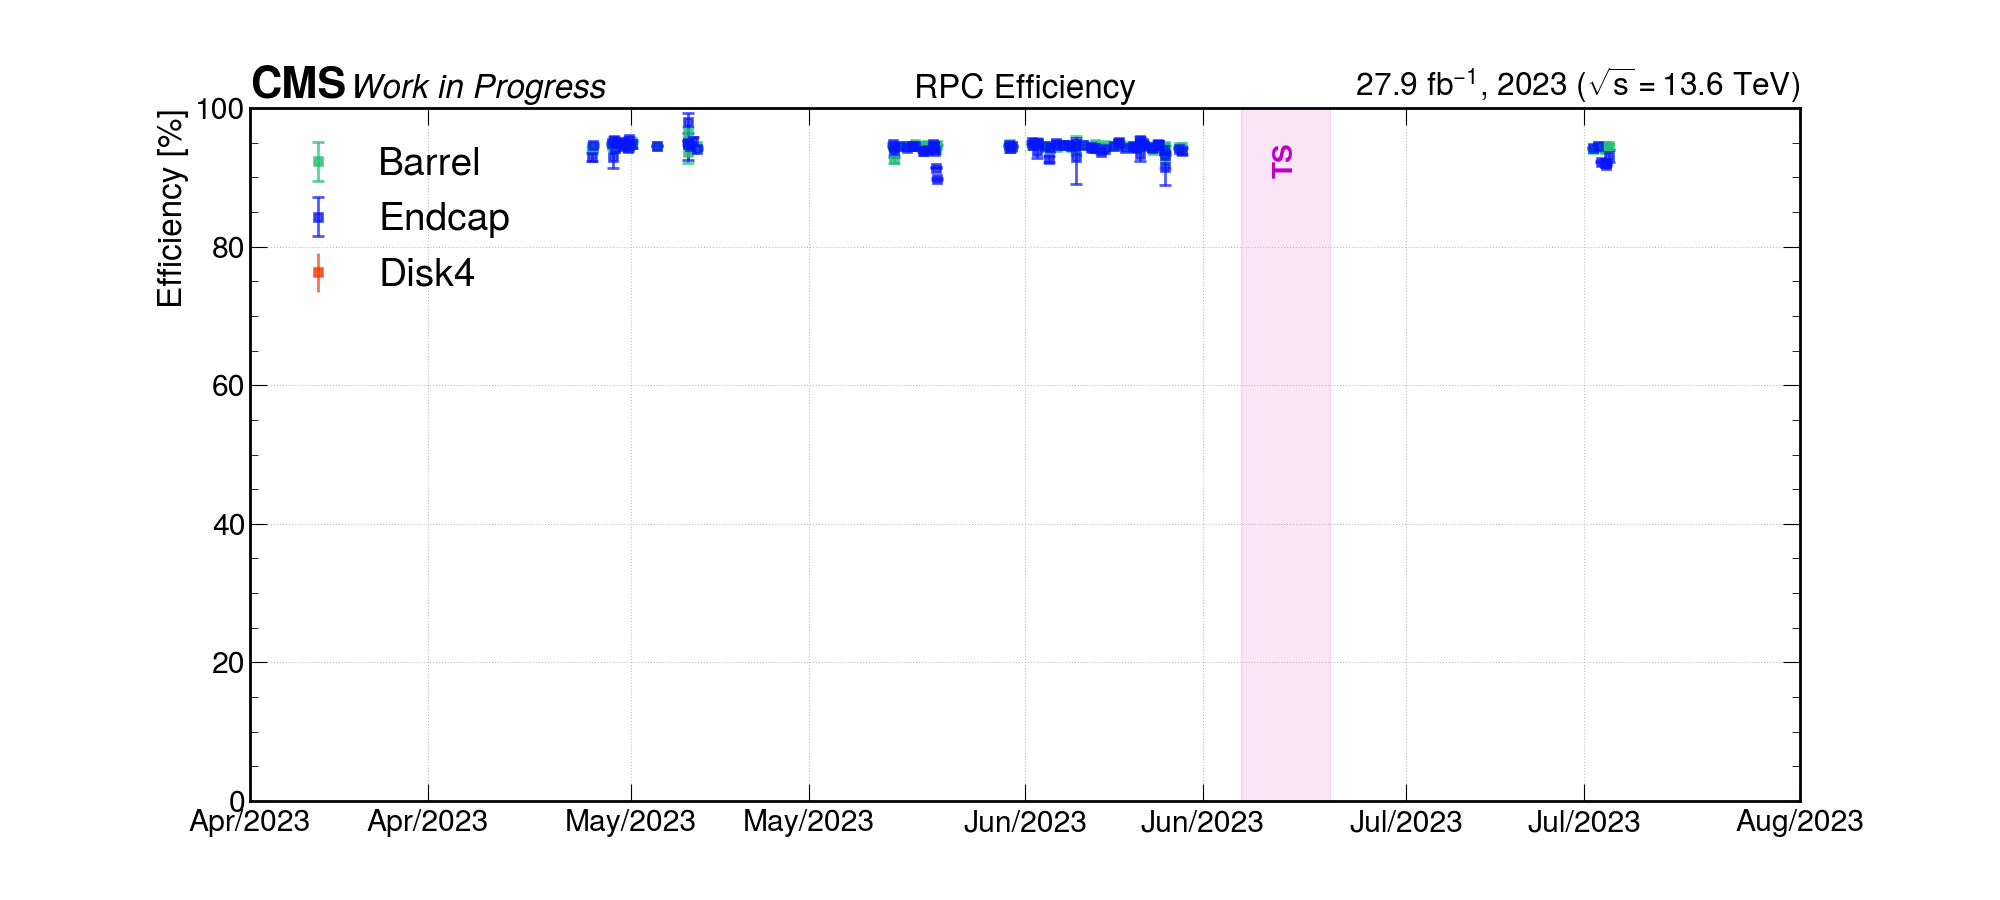 CMS Work in Progress RPC Efficiency 27.9 fb⁻¹, 2023 (√s = 13.6 TeV)
Efficiency [%]
100
80
60
40
20
0
Barrel
Endcap
Disk4
TS
Apr/2023 Apr/2023 May/2023 May/2023 Jun/2023 Jun/2023 Jul/2023 Jul/2023 Aug/2023